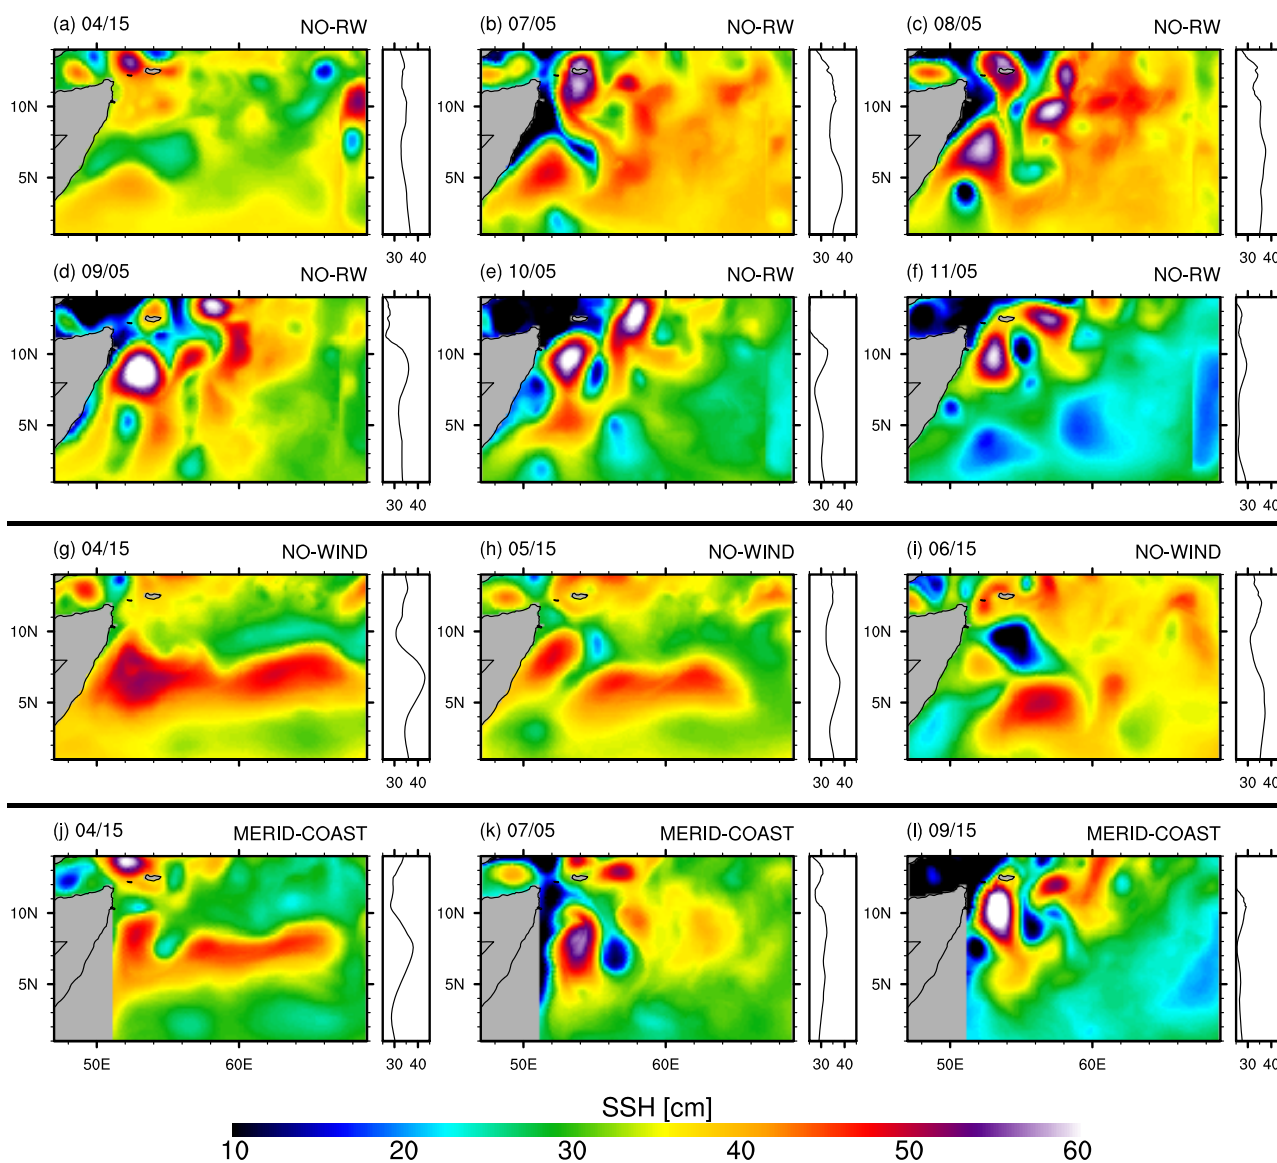 (a) 04/15 NO-RW (b) 07/05 NO-RW (c) 08/05 NO-RW
10N 10N 10N
5N 5N 5N
30 40 30 40 30 40
(d) 09/05 NO-RW (e) 10/05 NO-RW (f) 11/05 NO-RW
10N 10N 10N
5N 5N 5N
30 40 30 40 30 40
(g) 04/15 NO-WIND (h) 05/15 NO-WIND (i) 06/15 NO-WIND
10N 10N 10N
5N 5N 5N
30 40 30 40 30 40
(j) 04/15 MERID-COAST (k) 07/05 MERID-COAST (l) 09/15 MERID-COAST
10N 10N 10N
5N 5N 5N
50E 60E 30 40 50E 60E 30 40 50E 60E 30 40
SSH [cm]
10 20 30 40 50 60